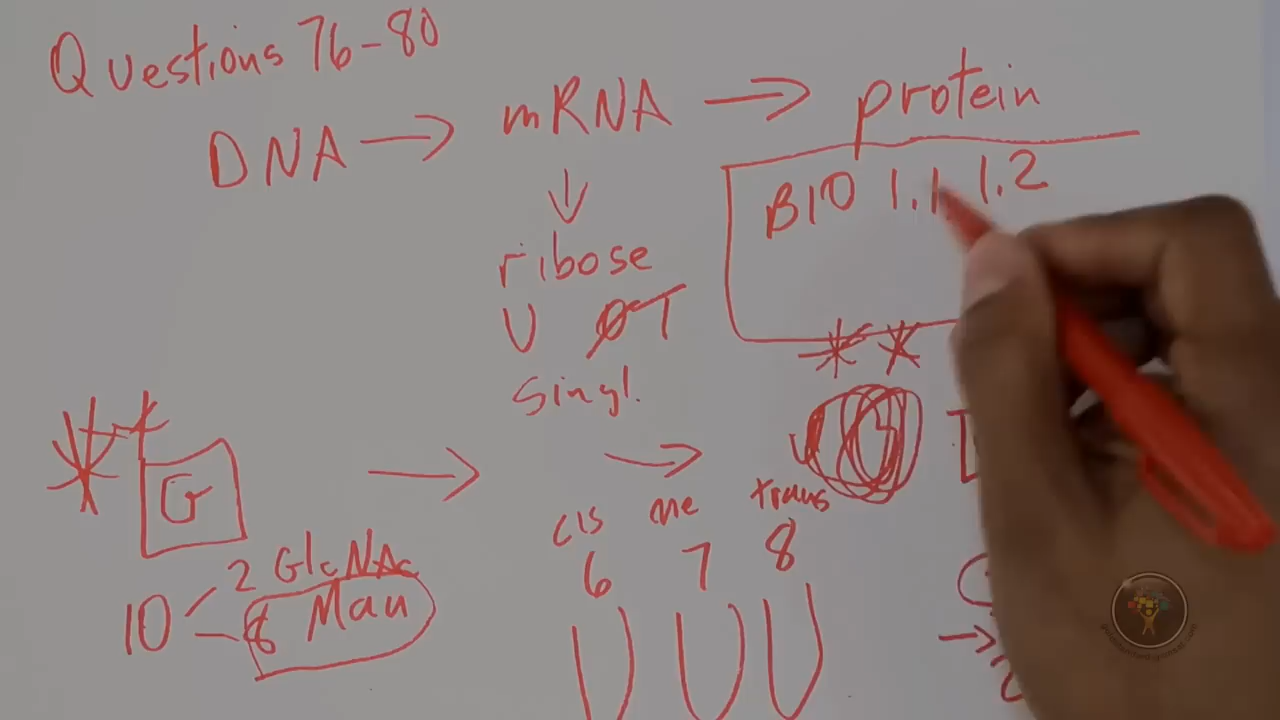 Questions 76-80
DNA → mRNA → protein
BIO 1.1 1.2
↓
ribose
U
Singl.
G
→ →
cis me trans
6 7 8
2 GlcNAc
10
8 Man